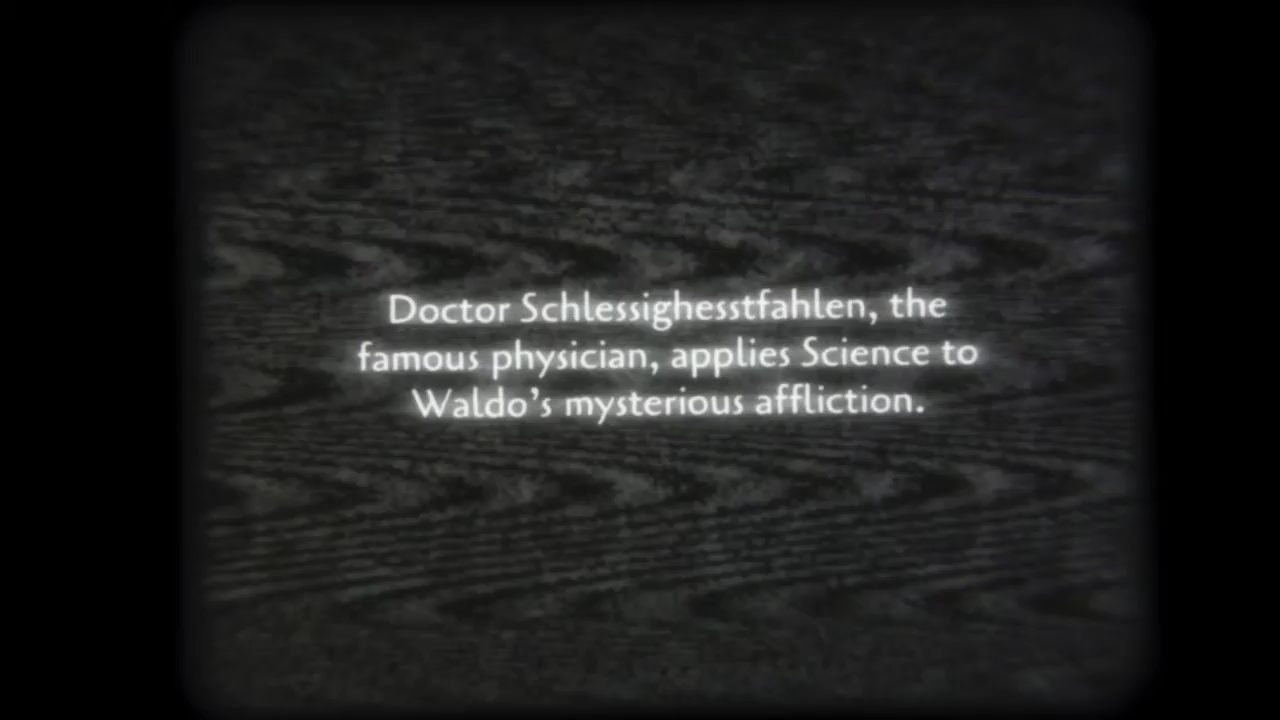 Doctor Schlessighesstfahlen, the
famous physician, applies Science to
Waldo's mysterious affliction.